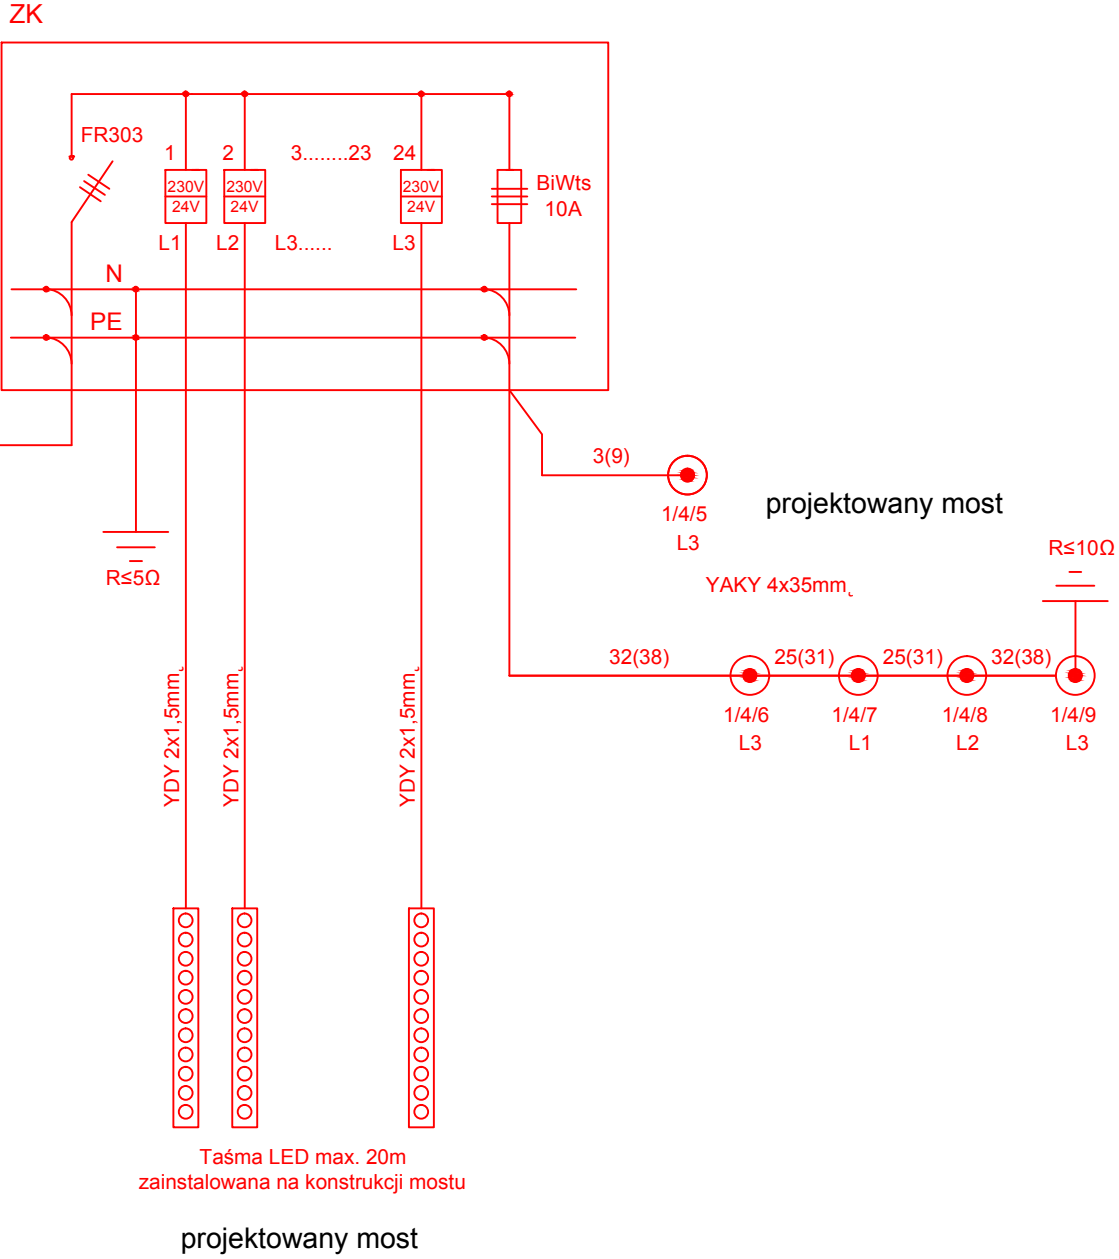 ZK
FR303
1
2
3........23
24
230V
24V
230V
24V
230V
24V
BiWts
10A
L1
L2
L3......
L3
N
PE
R≤5Ω
3(9)
1/4/5
L3
projektowany most
R≤10Ω
YAKY 4x35mm
32(38)
25(31)
25(31)
32(38)
1/4/6
L3
1/4/7
L1
1/4/8
L2
1/4/9
L3
YDY 2x1,5mm
YDY 2x1,5mm
YDY 2x1,5mm
Taśma LED max. 20m
zainstalowana na konstrukcji mostu
projektowany most